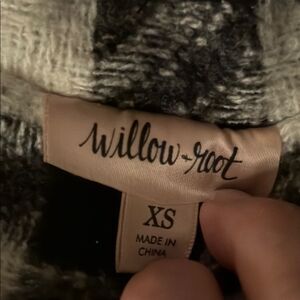 willow + root
XS
MADE IN
CHINA